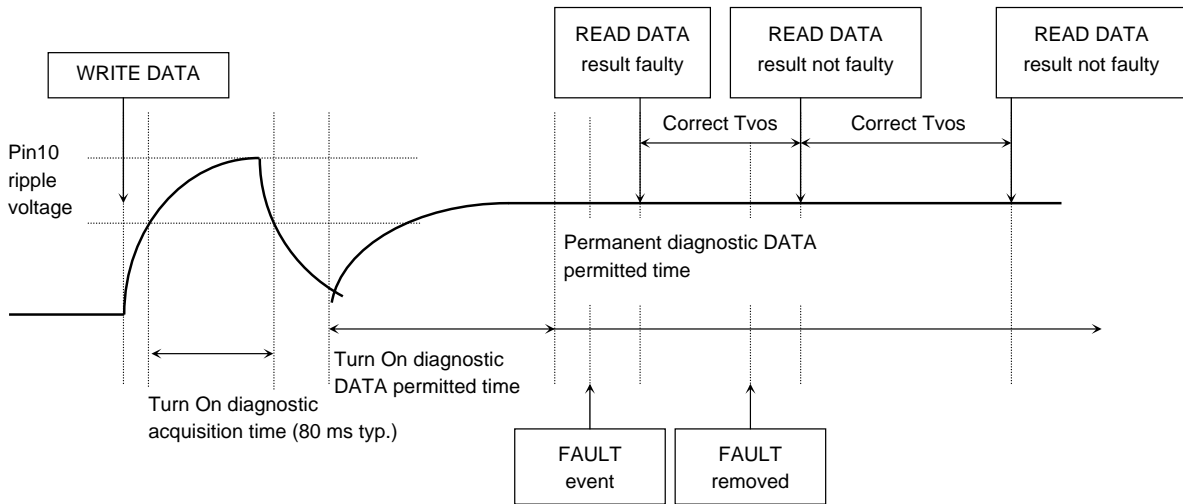 READ DATA
result faulty
READ DATA
result not faulty
READ DATA
result not faulty
WRITE DATA
Correct Tvos
Correct Tvos
Pin10
ripple
voltage
Permanent diagnostic DATA
permitted time
Turn On diagnostic
DATA permitted time
Turn On diagnostic
acquisition time (80 ms typ.)
FAULT
event
FAULT
removed